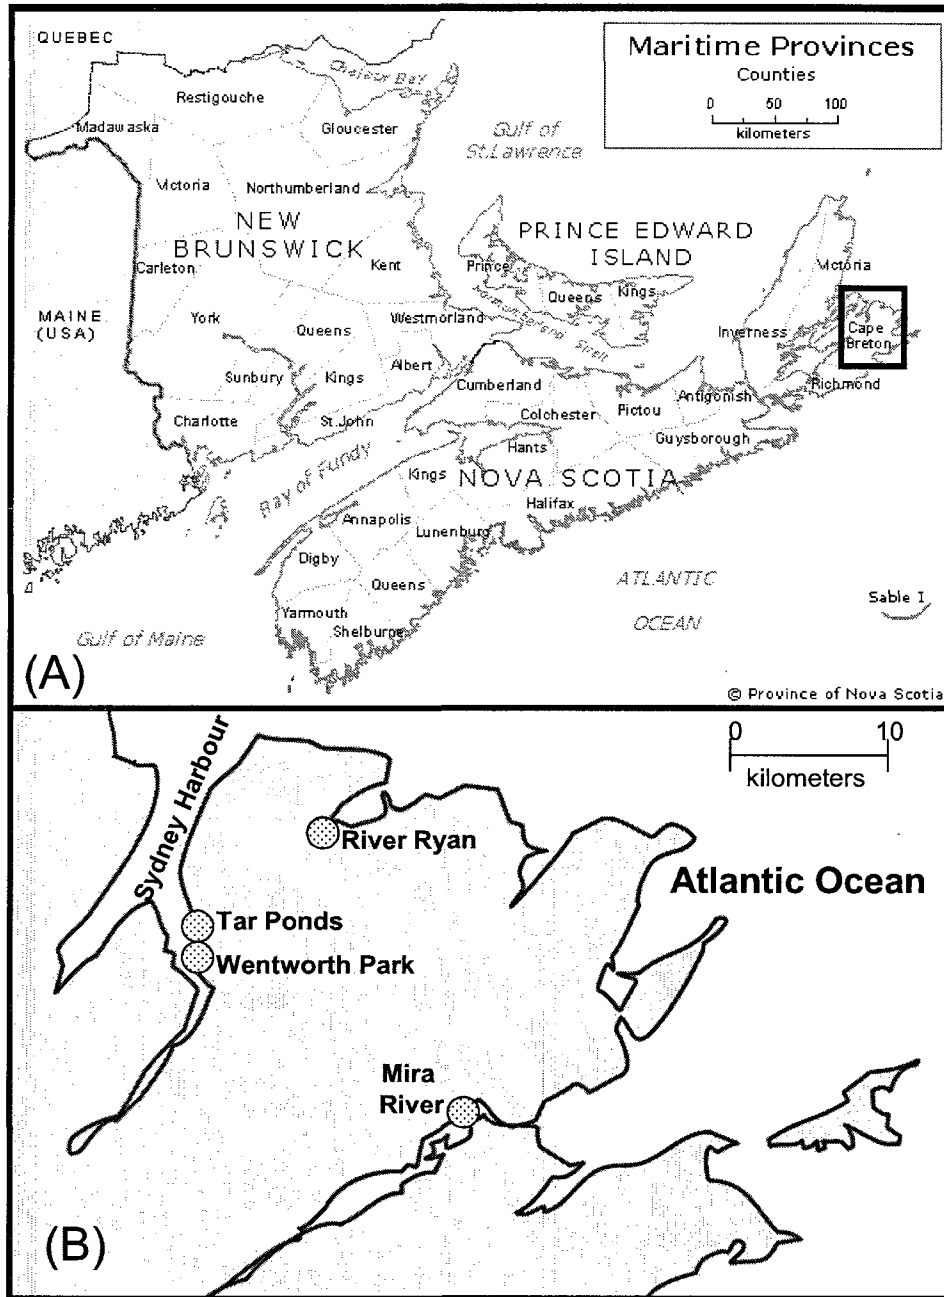 QUEBEC
Maritime Provinces
Counties
0 50 100
kilometers
Chaleur Bay
Restigouche
Madawaska
Gloucester
Gulf of
St. Lawrence
Victoria
Northumberland
NEW
BRUNSWICK
PRINCE EDWARD
ISLAND
Carleton
Kent
Prince
Queens
Kings
Victoria
MAINE
(USA)
York
Queens
Westmorland
Northumberland Strait
Inverness
Cape
Breton
Sunbury
Kings
Albert
Cumberland
Richmond
Charlotte
St. John
Colchester
Pictou
Antigonish
Guysborough
Hants
Bay of Fundy
Kings
NOVA SCOTIA
Halifax
Annapolis
Lunenburg
Digby
Queens
ATLANTIC
OCEAN
Sable I
Yarmouth
Shelburne
Gulf of Maine
(A)
© Province of Nova Scotia
0 10
kilometers
Sydney Harbour
River Ryan
Atlantic Ocean
Tar Ponds
Wentworth Park
Mira
River
(B)